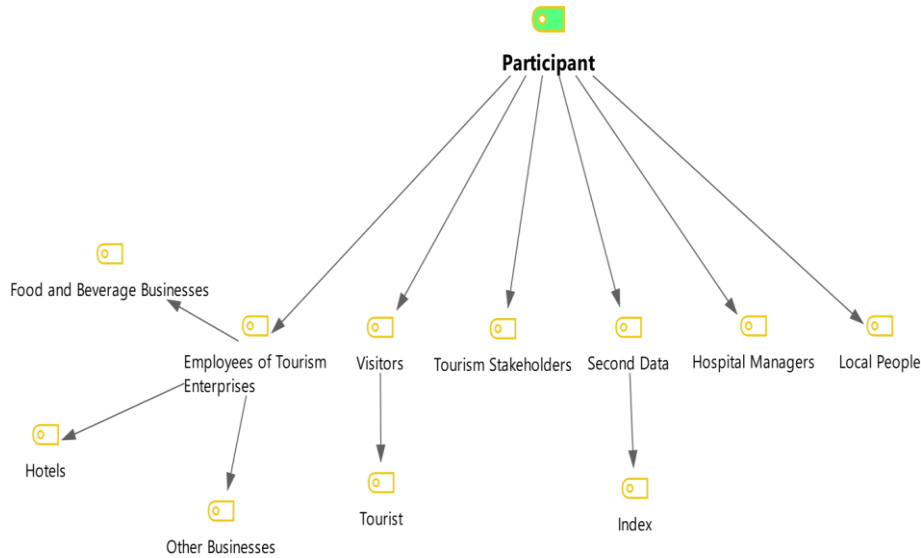 Participant
Food and Beverage Businesses
Employees of Tourism
Enterprises
Visitors
Tourism Stakeholders
Second Data
Hospital Managers
Local People
Hotels
Other Businesses
Tourist
Index